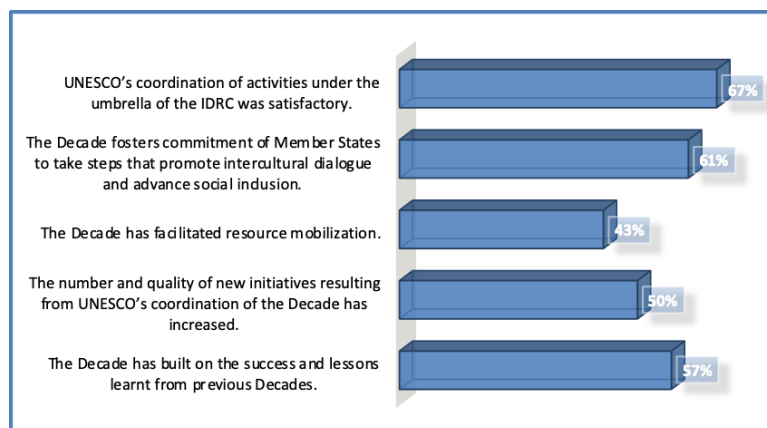 UNESCO's coordination of activities under the
umbrella of the IDRC was satisfactory.
67%
The Decade fosters commitment of Member States
to take steps that promote intercultural dialogue
and advance social inclusion.
61%
The Decade has facilitated resource mobilization.
43%
The number and quality of new initiatives resulting
from UNESCO's coordination of the Decade has
increased.
50%
The Decade has built on the success and lessons
learnt from previous Decades.
57%